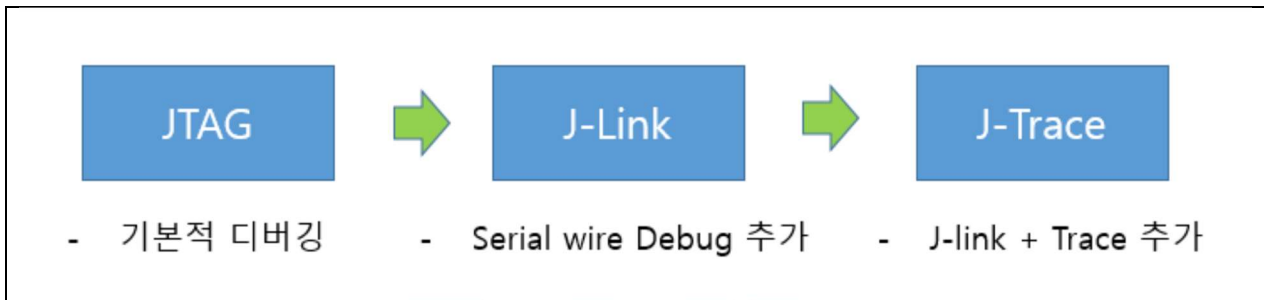 JTAG J-Link J-Trace
- 기본적 디버깅 - Serial wire Debug 추가 - J-link + Trace 추가